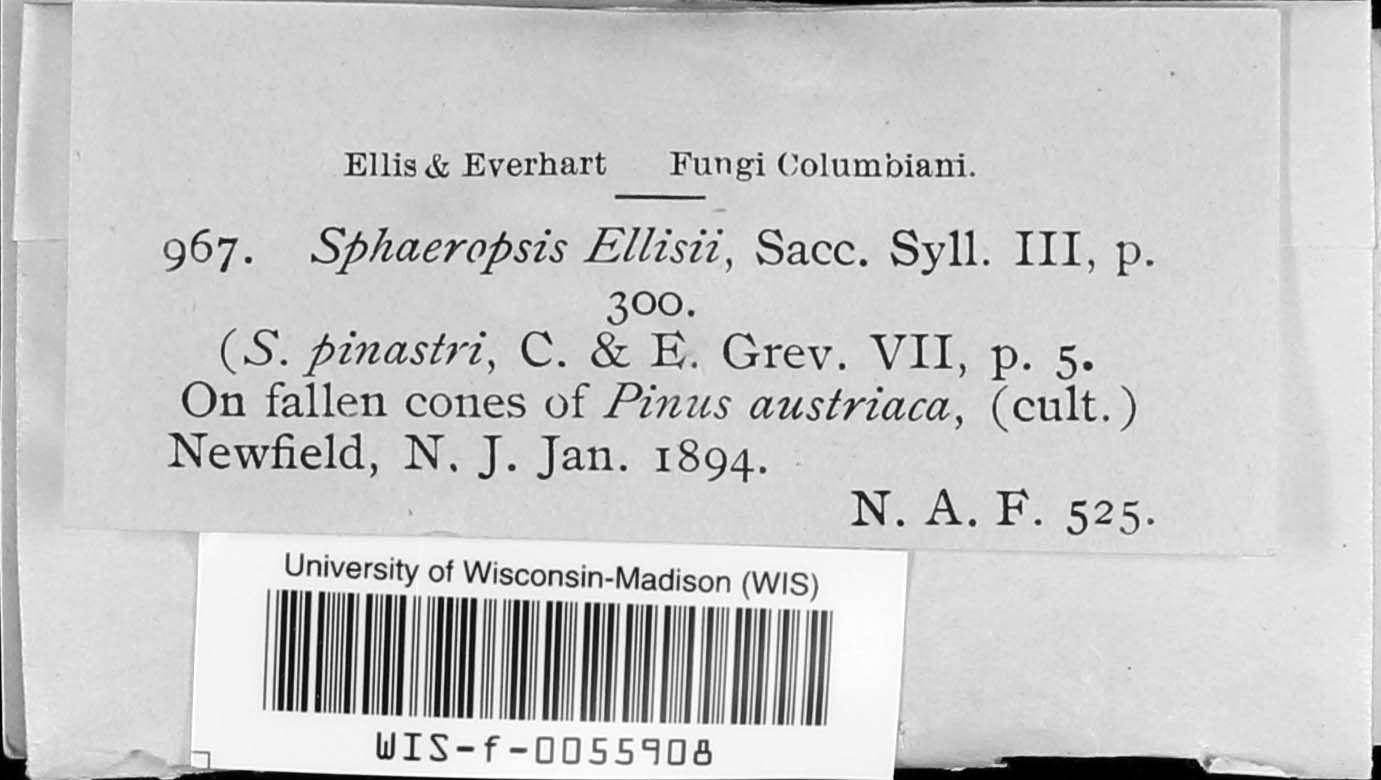 Ellis & Everhart Fungi Columbiani.
967. Sphaeropsis Ellisii, Sacc. Syll. III, p.
300.
(S. pinastri, C. & E. Grev. VII, p. 5.
On fallen cones of Pinus austriaca, (cult.)
Newfield, N. J. Jan. 1894.
N. A. F. 525.
University of Wisconsin-Madison (WIS)
WIS-f-0055908